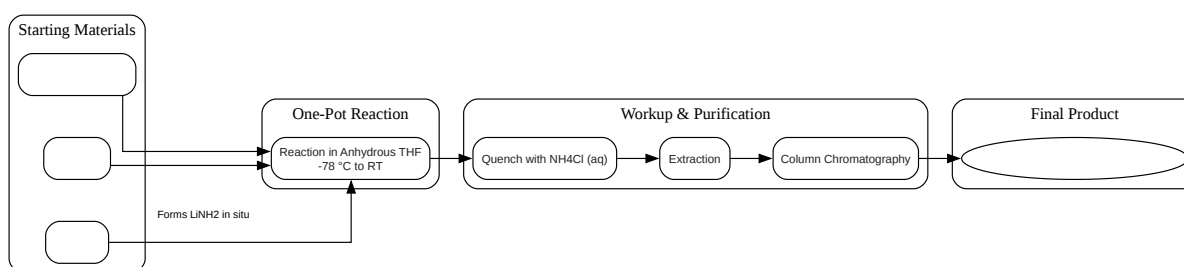 Starting Materials
One-Pot Reaction
Reaction in Anhydrous THF
-78 °C to RT
Workup & Purification
Quench with NH4Cl (aq)
Extraction
Column Chromatography
Final Product
Forms LiNH2 in situ